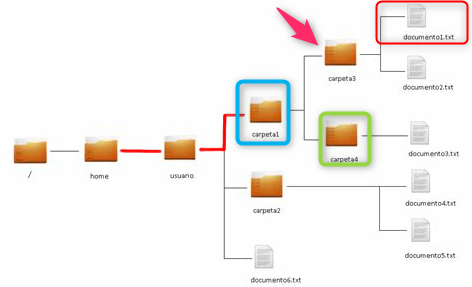 documento1.txt
carpeta3
documento2.txt
carpeta1
carpeta4
documento3.txt
/
home
usuario
carpeta2
documento4.txt
documento5.txt
documento6.txt